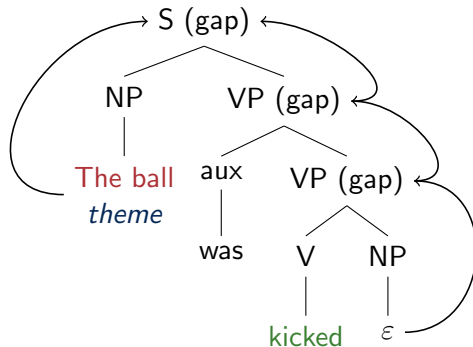 S (gap)
NP VP (gap)
The ball aux VP (gap)
theme
was V NP
kicked ε